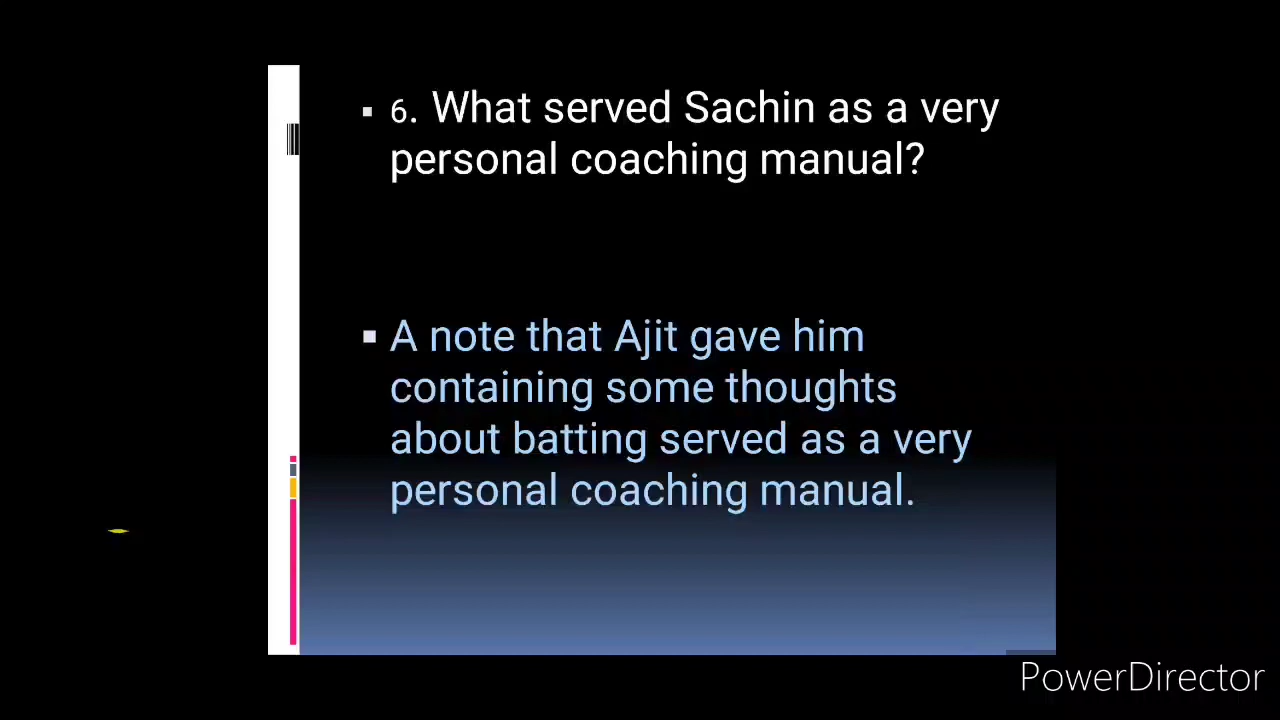 ▪ 6. What served Sachin as a very
personal coaching manual?
▪ A note that Ajit gave him
containing some thoughts
about batting served as a very
personal coaching manual.
PowerDirector